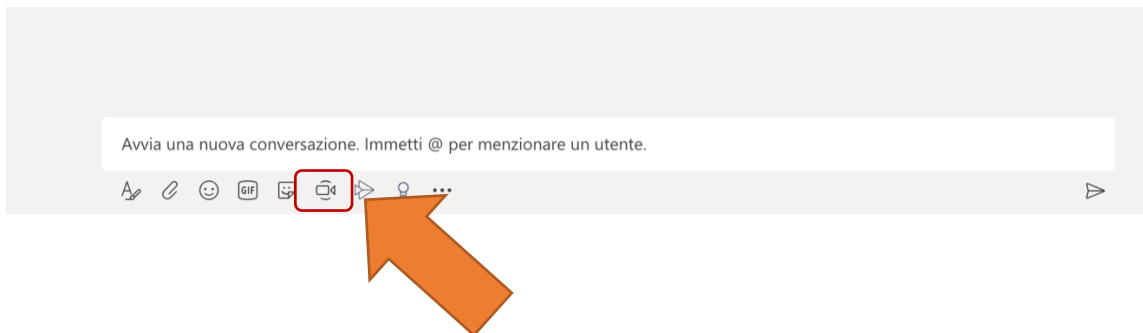 Avvia una nuova conversazione. Immetti @ per menzionare un utente.
GIF